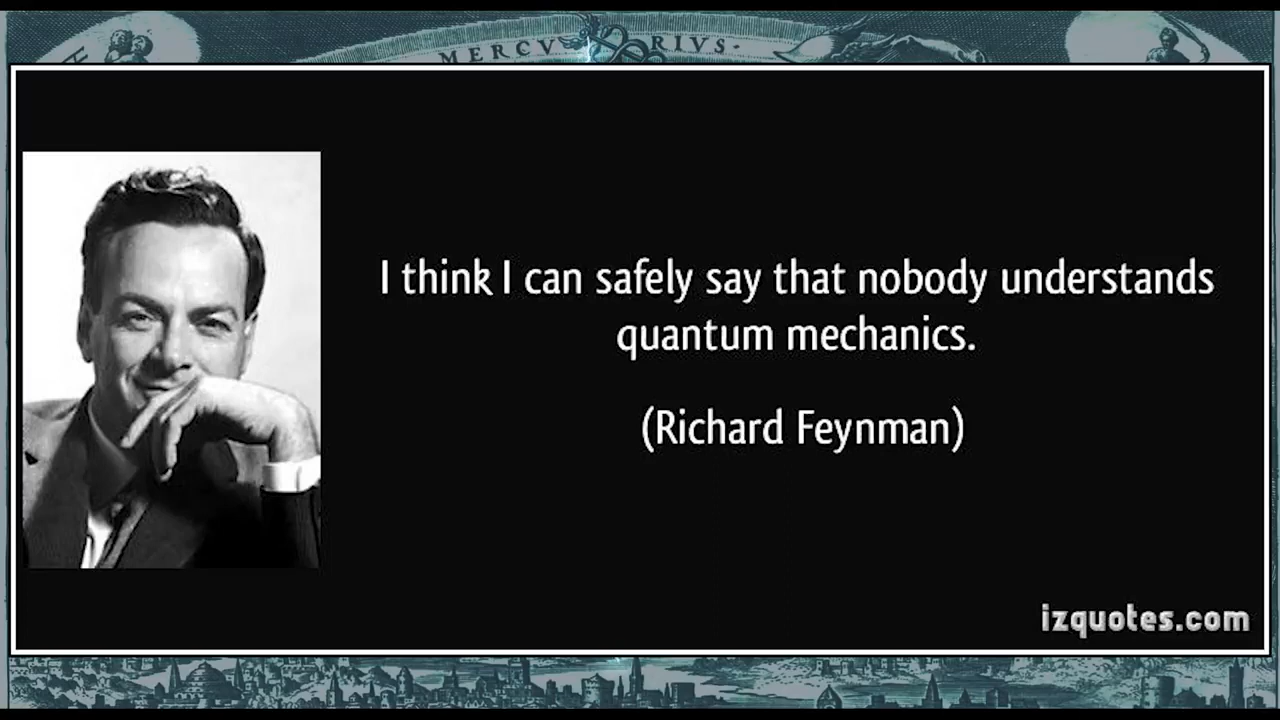 MERCV RIVS.
I think I can safely say that nobody understands
quantum mechanics.
(Richard Feynman)
izquotes.com